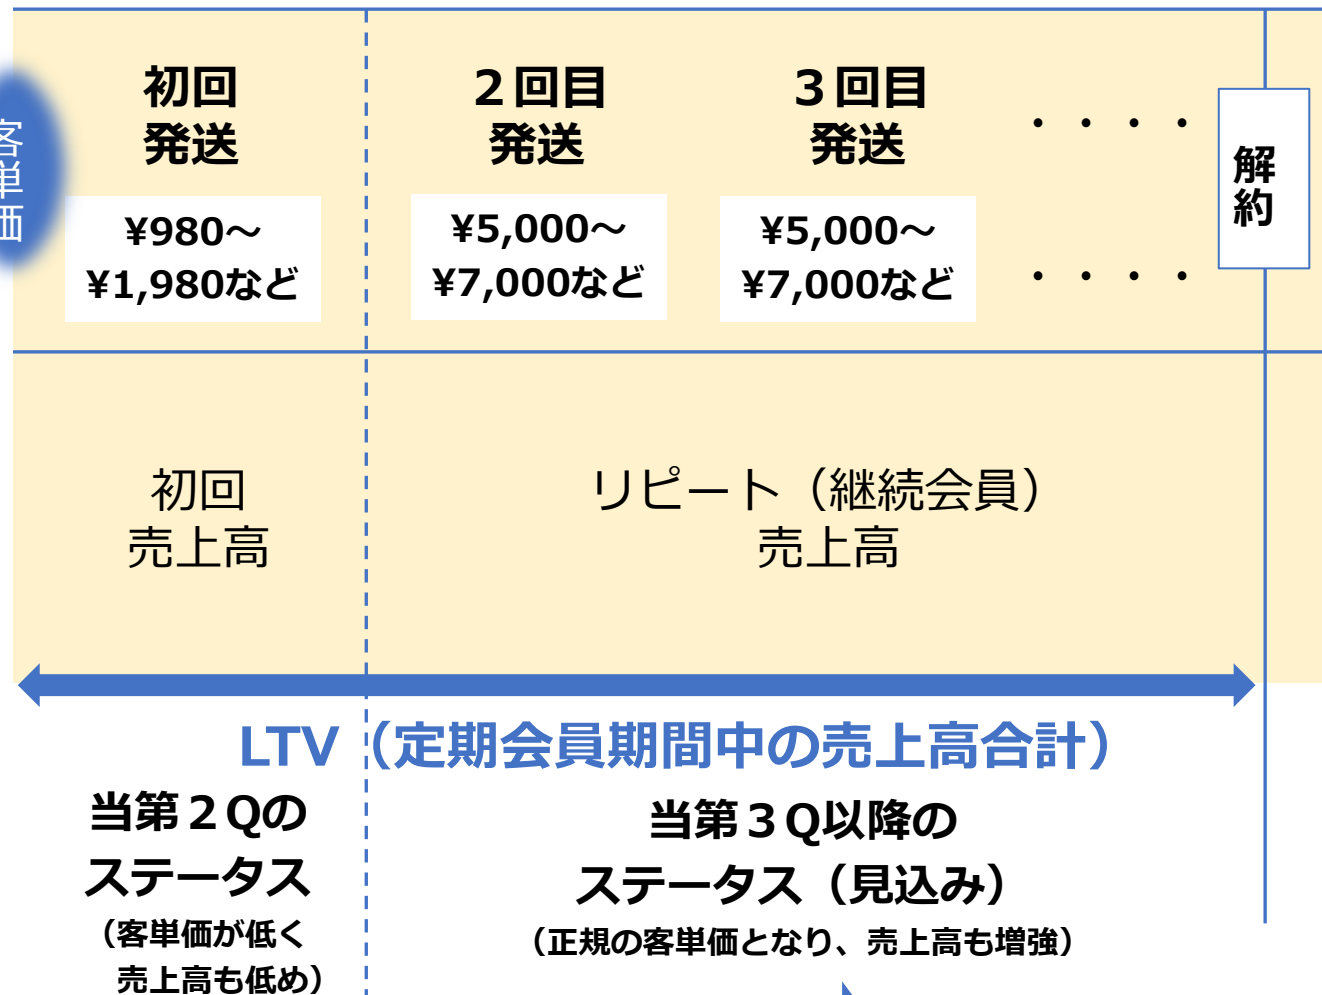 客単価
初回
発送
¥980～
¥1,980など
２回目
発送
¥5,000～
¥7,000など
３回目
発送
¥5,000～
¥7,000など
・・・・
・・・・
解約
初回
売上高
リピート（継続会員）
売上高
LTV（定期会員期間中の売上高合計）
当第２Qの
ステータス
（客単価が低く
売上高も低め）
当第３Q以降の
ステータス（見込み）
（正規の客単価となり、売上高も増強）